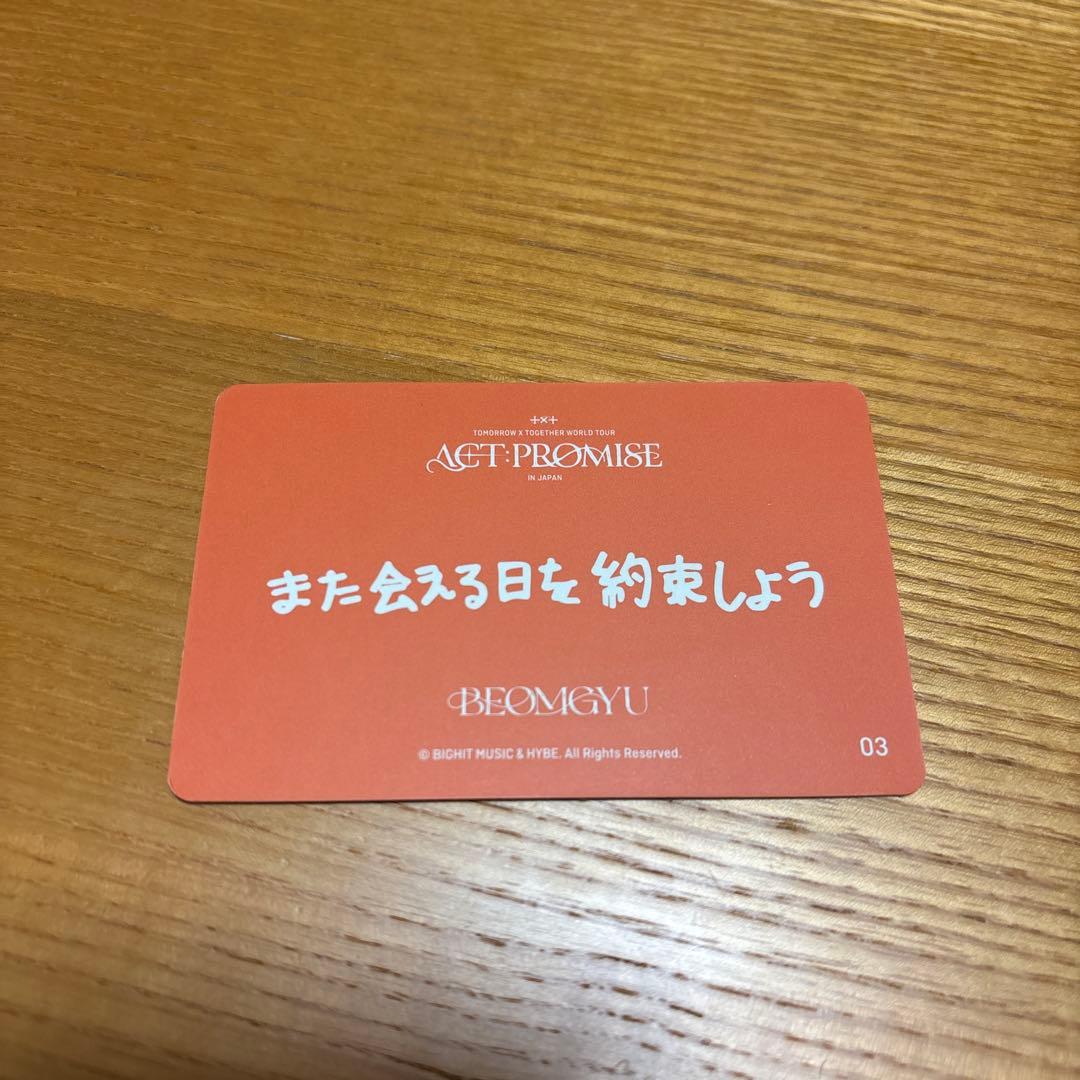 +×+
TOMORROW X TOGETHER WORLD TOUR
ACT:PROMISE
IN JAPAN
また会える日を約束しよう
BEOMGYU
© BIGHIT MUSIC & HYBE. All Rights Reserved.
03